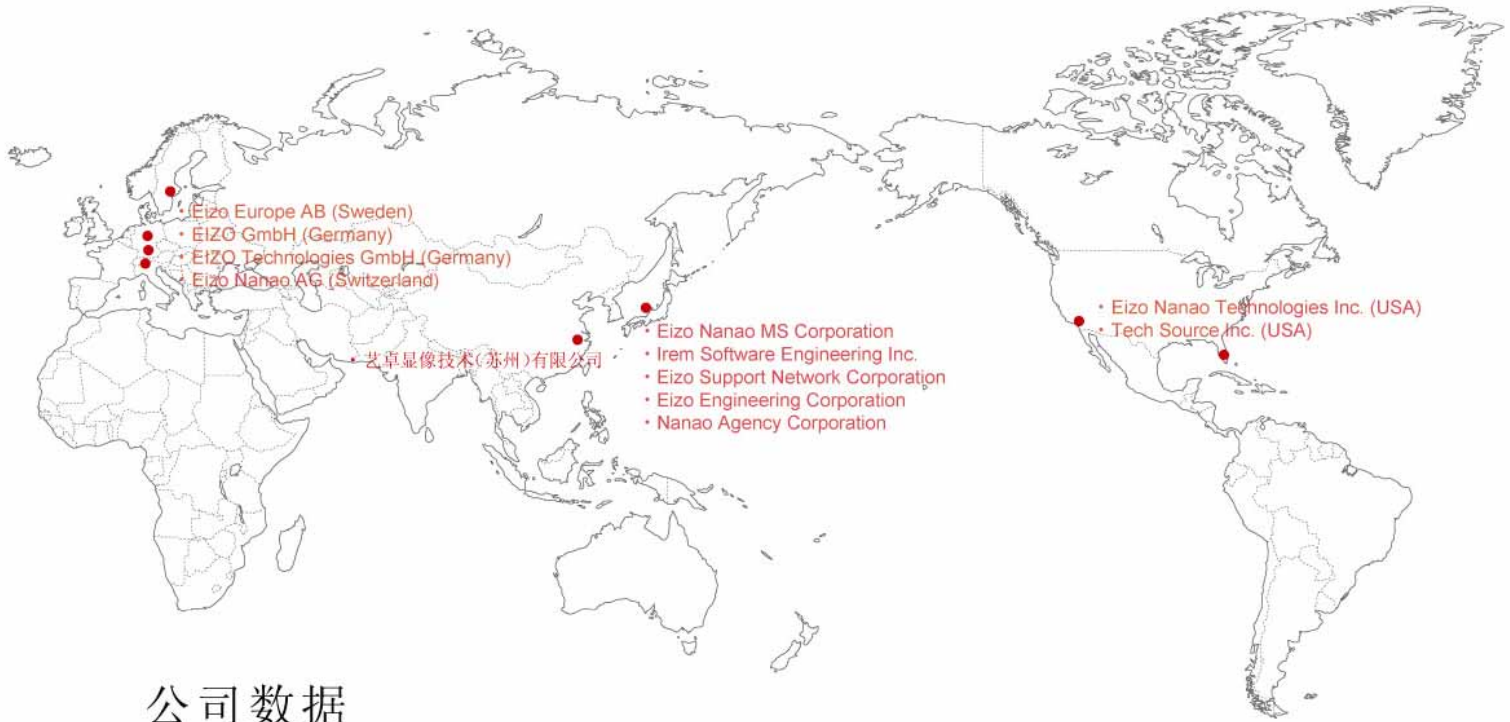 • Eizo Europe AB (Sweden)
• EIZO GmbH (Germany)
• EIZO Technologies GmbH (Germany)
• Eizo Nanao AG (Switzerland)
• 艺卓显像技术(苏州)有限公司
• Eizo Nanao MS Corporation
• Irem Software Engineering Inc.
• Eizo Support Network Corporation
• Eizo Engineering Corporation
• Nanao Agency Corporation
• Eizo Nanao Technologies Inc. (USA)
• Tech Source Inc. (USA)
公司数据